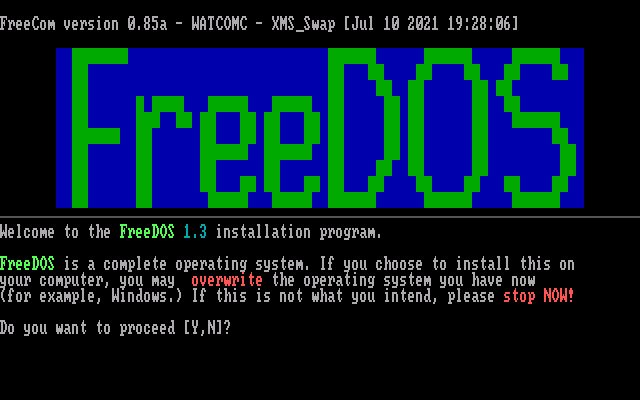 FreeCom version 0.85a - WATCOMC - XMS_Swap [Jul 10 2021 19:28:06]
FreeDOS
Welcome to the FreeDOS 1.3 installation program.
FreeDOS is a complete operating system. If you choose to install this on
your computer, you may overwrite the operating system you have now
(for example, Windows.) If this is not what you intend, please stop NOW!
Do you want to proceed [Y,N]?